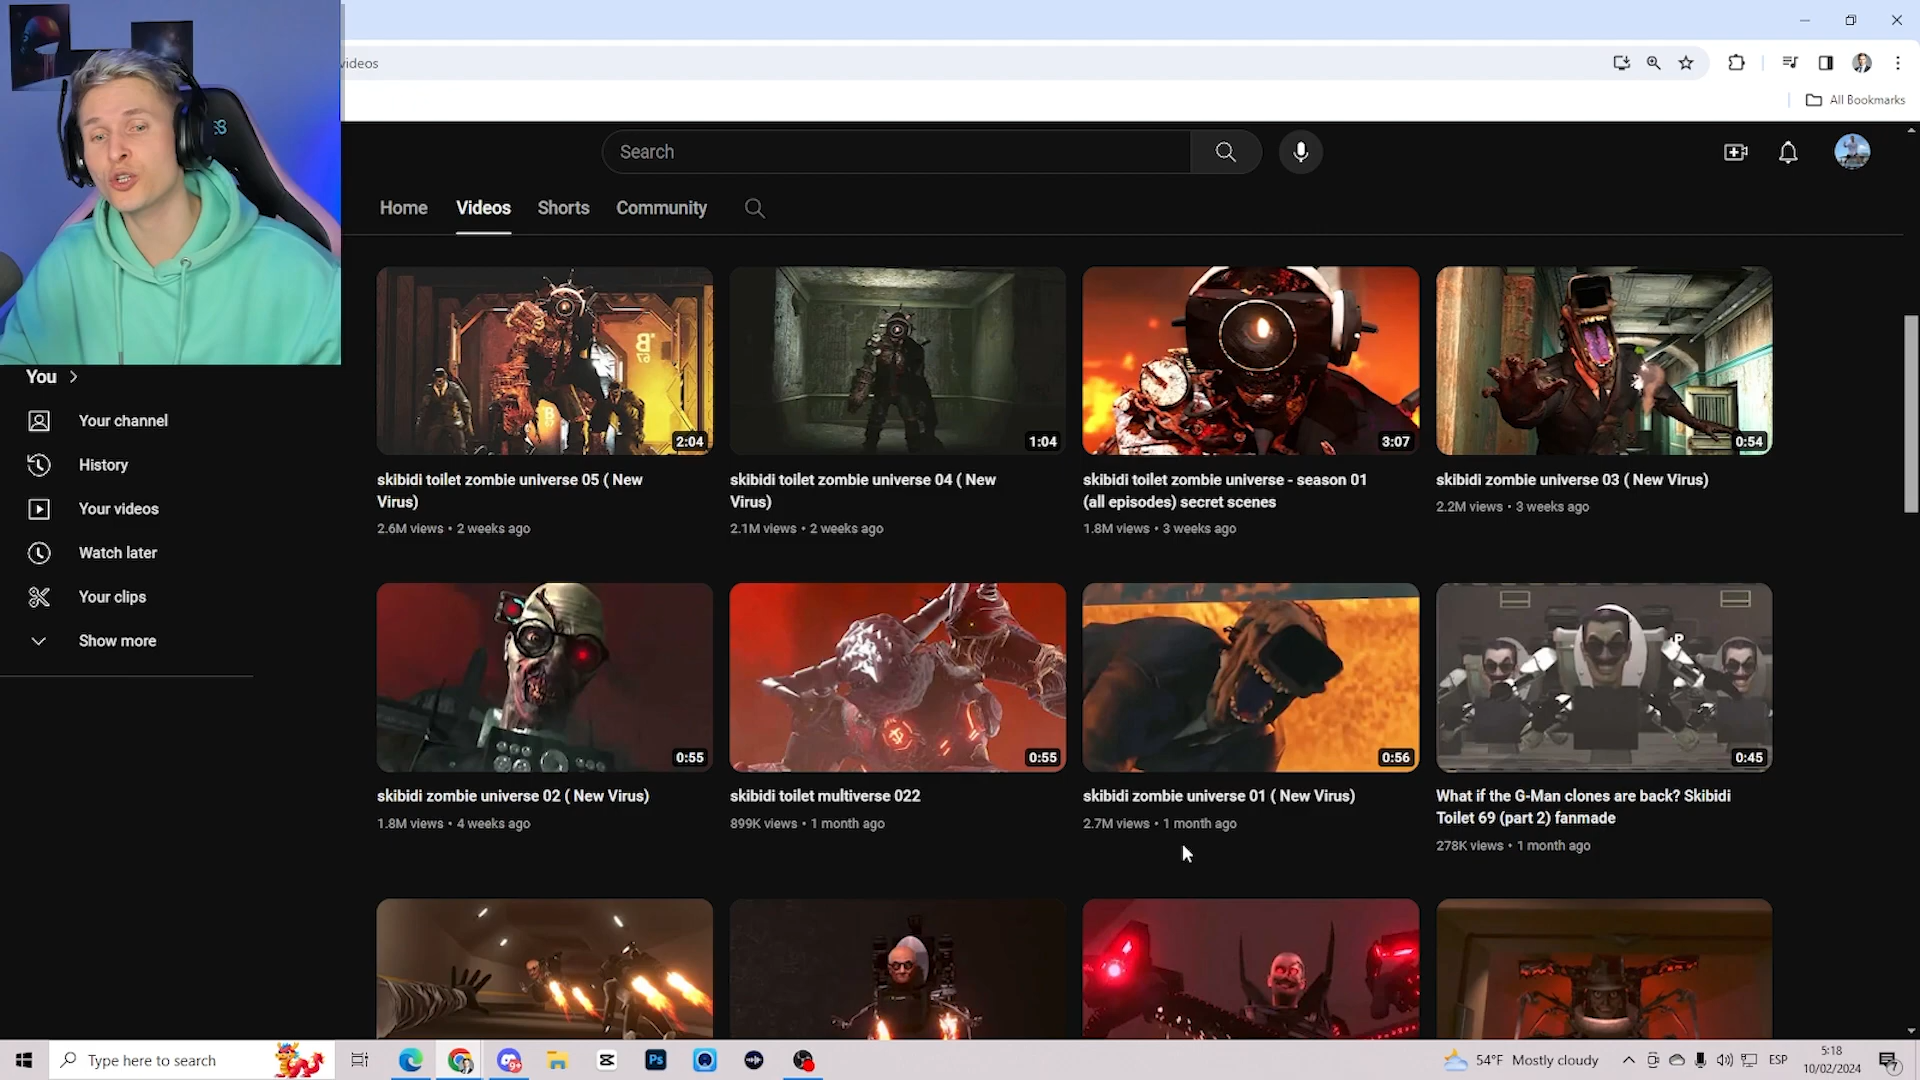 videos
All Bookmarks
Search
Home
Videos
Shorts
Community
You
Your channel
History
Your videos
Watch later
Your clips
Show more
2:04
1:04
3:07
0:54
skibidi toilet zombie universe 05 ( New
Virus)
2.6M views • 2 weeks ago
skibidi toilet zombie universe 04 ( New
Virus)
2.1M views • 2 weeks ago
skibidi toilet zombie universe - season 01
(all episodes) secret scenes
1.8M views • 3 weeks ago
skibidi zombie universe 03 ( New Virus)
2.2M views • 3 weeks ago
0:55
0:55
0:56
0:45
skibidi zombie universe 02 ( New Virus)
1.8M views • 4 weeks ago
skibidi toilet multiverse 022
899K views • 1 month ago
skibidi zombie universe 01 ( New Virus)
2.7M views • 1 month ago
What if the G-Man clones are back? Skibidi
Toilet 69 (part 2) fanmade
278K views • 1 month ago
Type here to search
Ps
54°F Mostly cloudy
ESP
5:18
10/02/2024